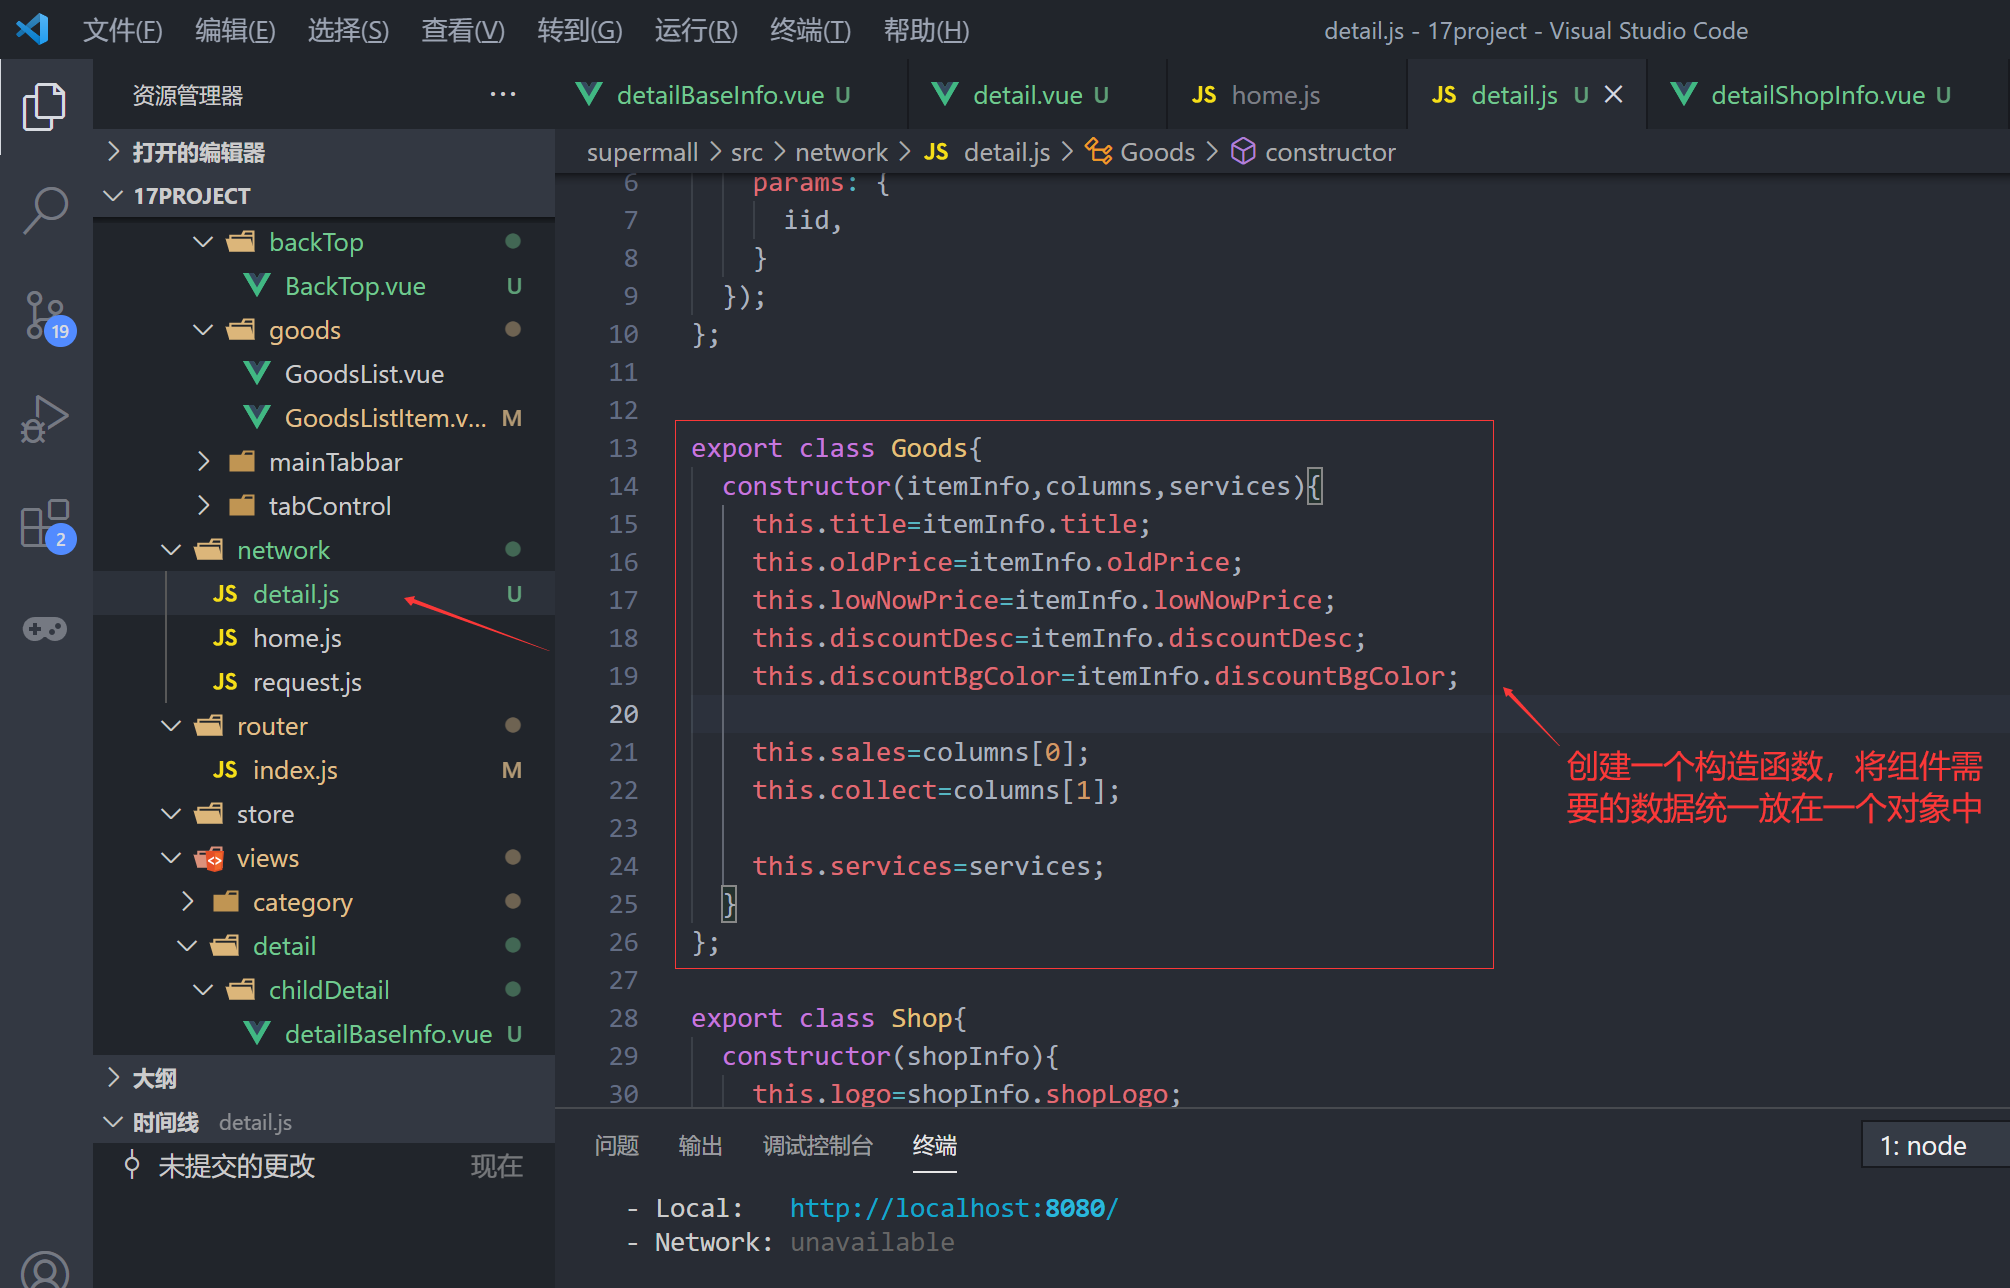 文件(F) 编辑(E) 选择(S) 查看(V) 转到(G) 运行(R) 终端(T) 帮助(H) detail.js - 17project - Visual Studio Code
资源管理器 ...
detailBaseInfo.vue U detail.vue U JS home.js JS detail.js U JS detailShopInfo.vue U
打开的编辑器
supermall > src > network > JS detail.js > Goods > constructor
17PROJECT
backTop
BackTop.vue U
goods
GoodsList.vue
GoodsListItem.v... M
mainTabbar
tabControl
network
JS detail.js U
JS home.js
JS request.js
router
JS index.js M
store
views
category
detail
childDetail
detailBaseInfo.vue U
大纲
时间线 detail.js
未提交的更改 现在
19
2
6 params: {
7 iid,
8 }
9 });
10 };
11
12
13 export class Goods{
14 constructor(itemInfo,columns,services){
15 this.title=itemInfo.title;
16 this.oldPrice=itemInfo.oldPrice;
17 this.lowNowPrice=itemInfo.lowNowPrice;
18 this.discountDesc=itemInfo.discountDesc;
19 this.discountBgColor=itemInfo.discountBgColor;
20
21 this.sales=columns[0];
22 this.collect=columns[1];
23
24 this.services=services;
25 }
26 };
27
28 export class Shop{
29 constructor(shopInfo){
30 this.logo=shopInfo.shopLogo;
创建一个构造函数，将组件需
要的数据统一放在一个对象中
问题 输出 调试控制台 终端 1: node
- Local: http://localhost:8080/
- Network: unavailable